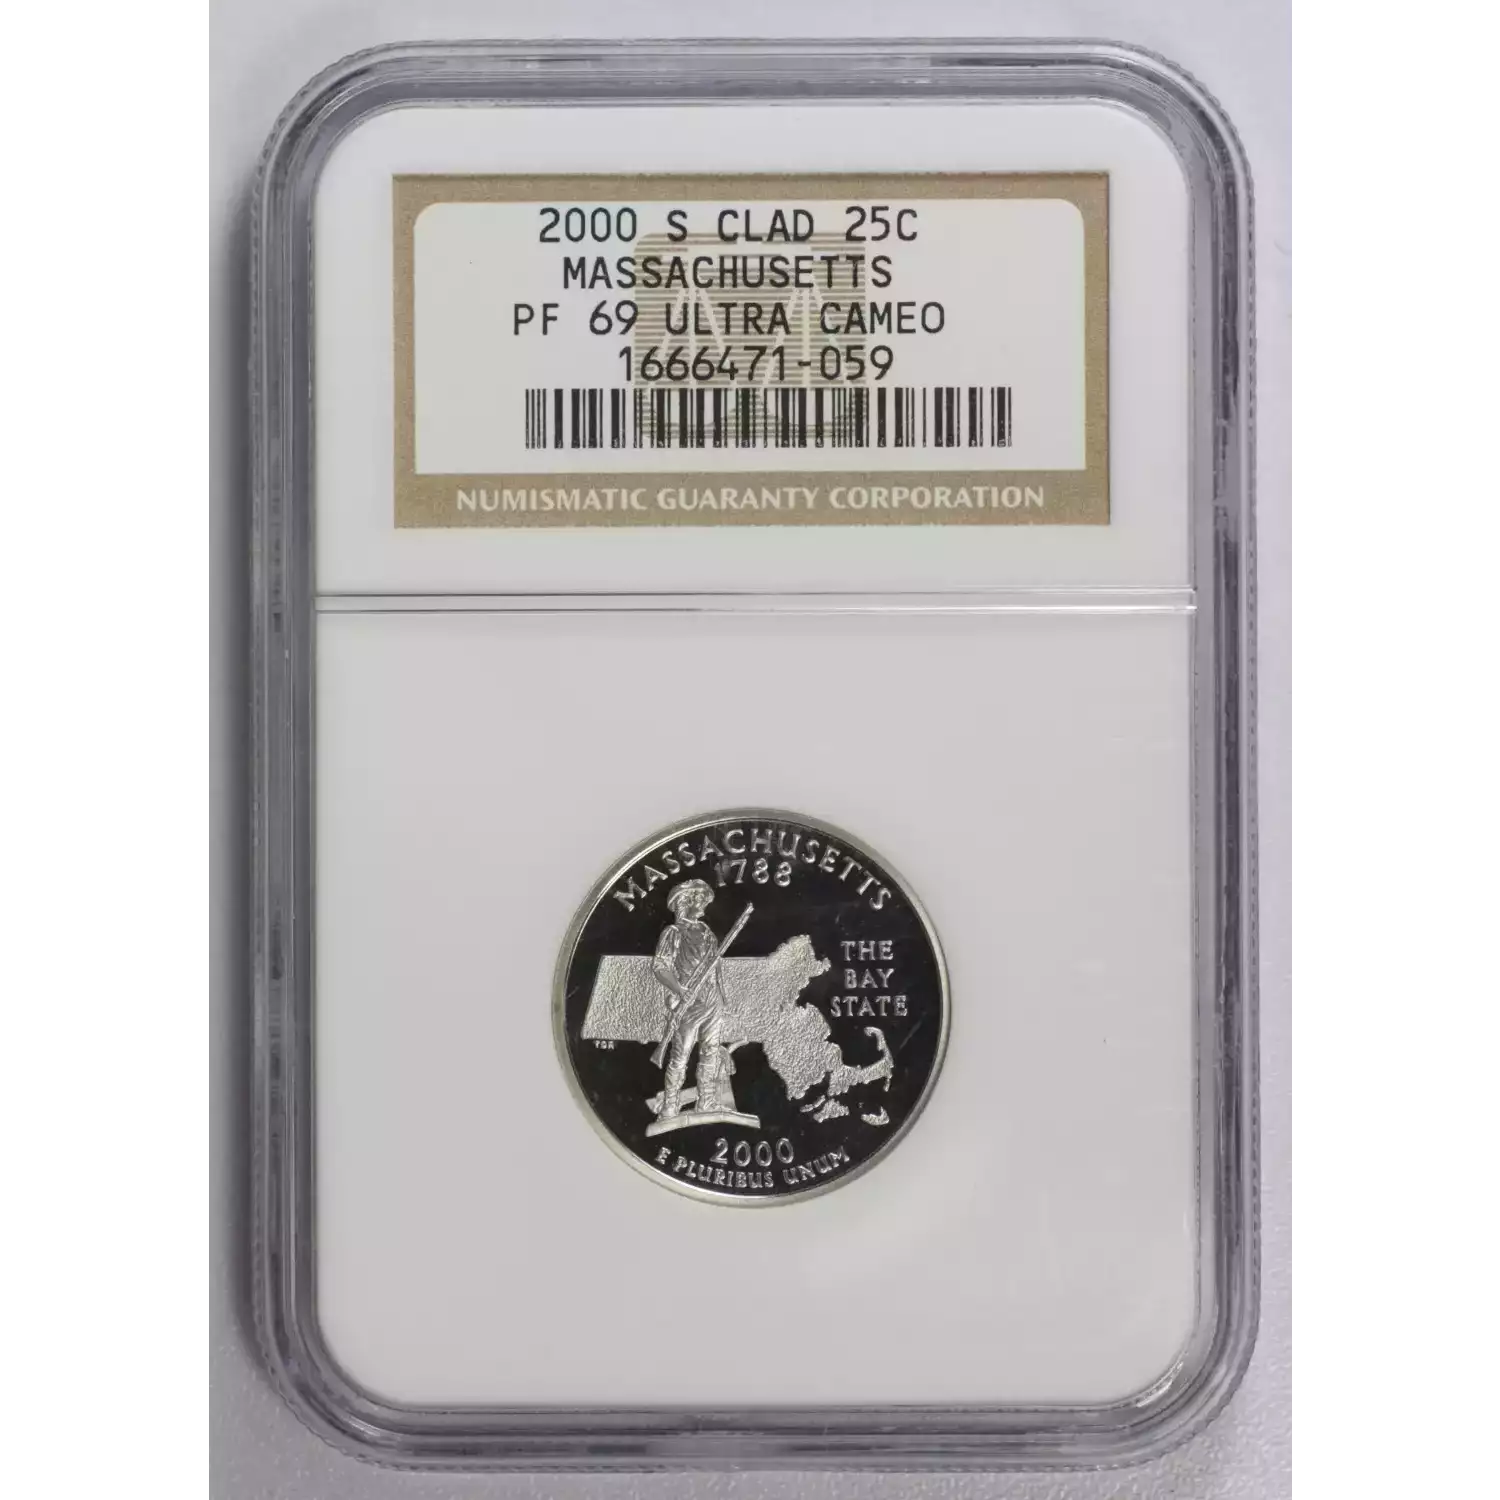 2000 S CLAD 25C
MASSACHUSETTS
PF 69 ULTRA CAMEO
1666471-059
NUMISMATIC GUARANTY CORPORATION
MASSACHUSETTS
1788
THE
BAY
STATE
TDF
2000
E PLURIBUS UNUM